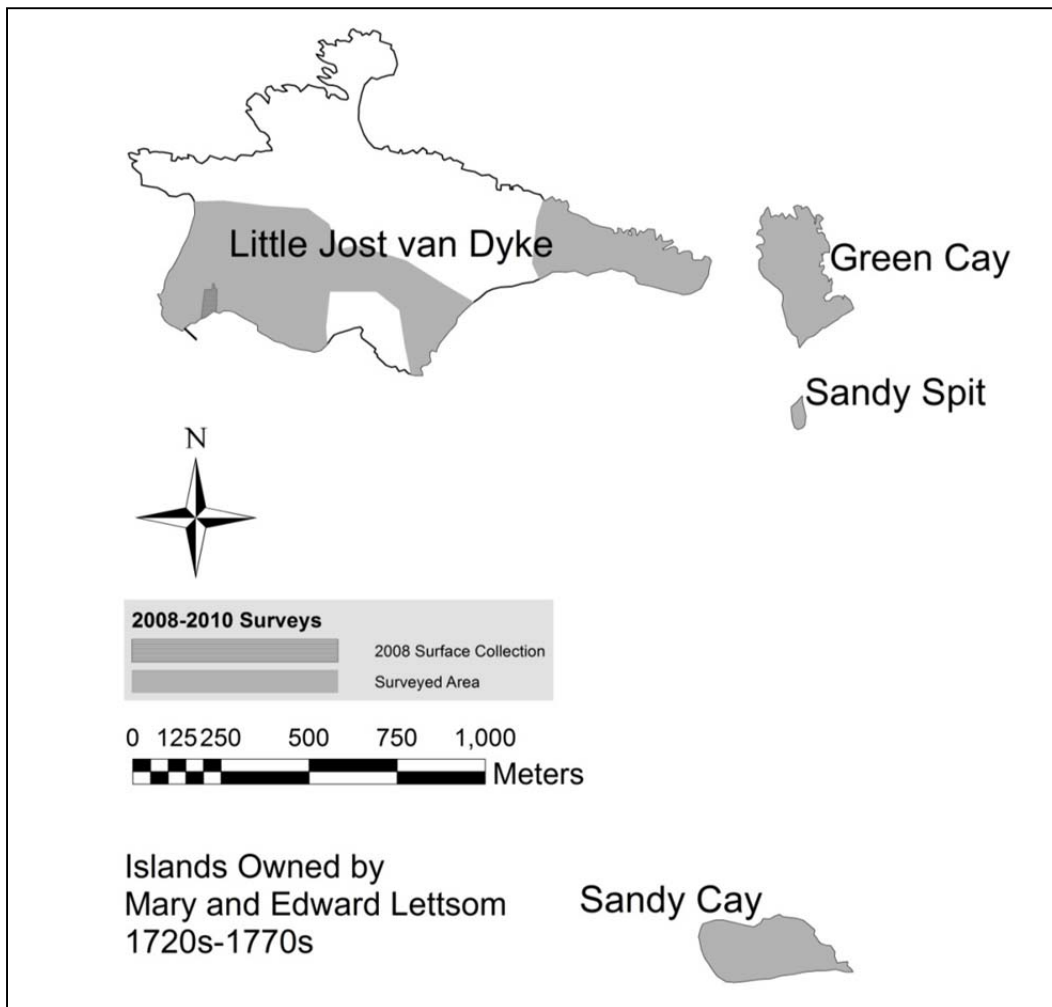 Little Jost van Dyke
Green Cay
Sandy Spit
N
2008-2010 Surveys
2008 Surface Collection
Surveyed Area
0 125 250 500 750 1,000
Meters
Islands Owned by
Mary and Edward Lettsom
1720s-1770s
Sandy Cay